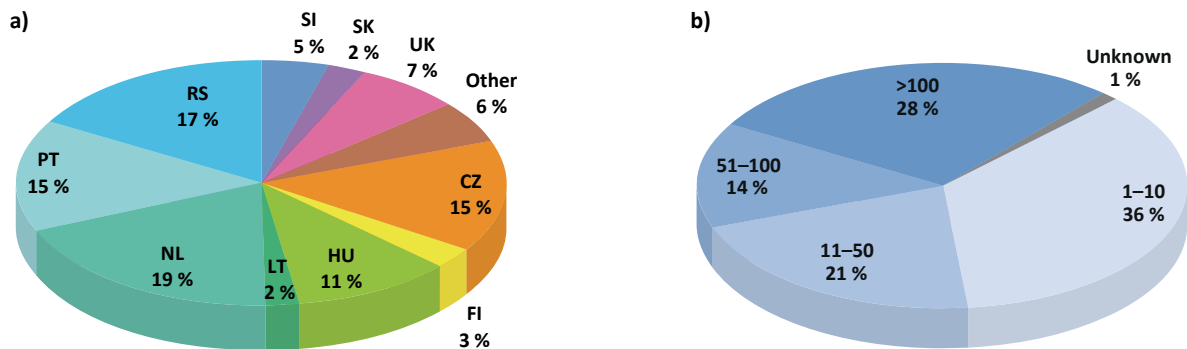 a)
SI
5 %
SK
2 %
UK
7 %
Other
6 %
CZ
15 %
FI
3 %
HU
11 %
LT
2 %
NL
19 %
PT
15 %
RS
17 %
b)
Unknown
1 %
1–10
36 %
11–50
21 %
51–100
14 %
>100
28 %